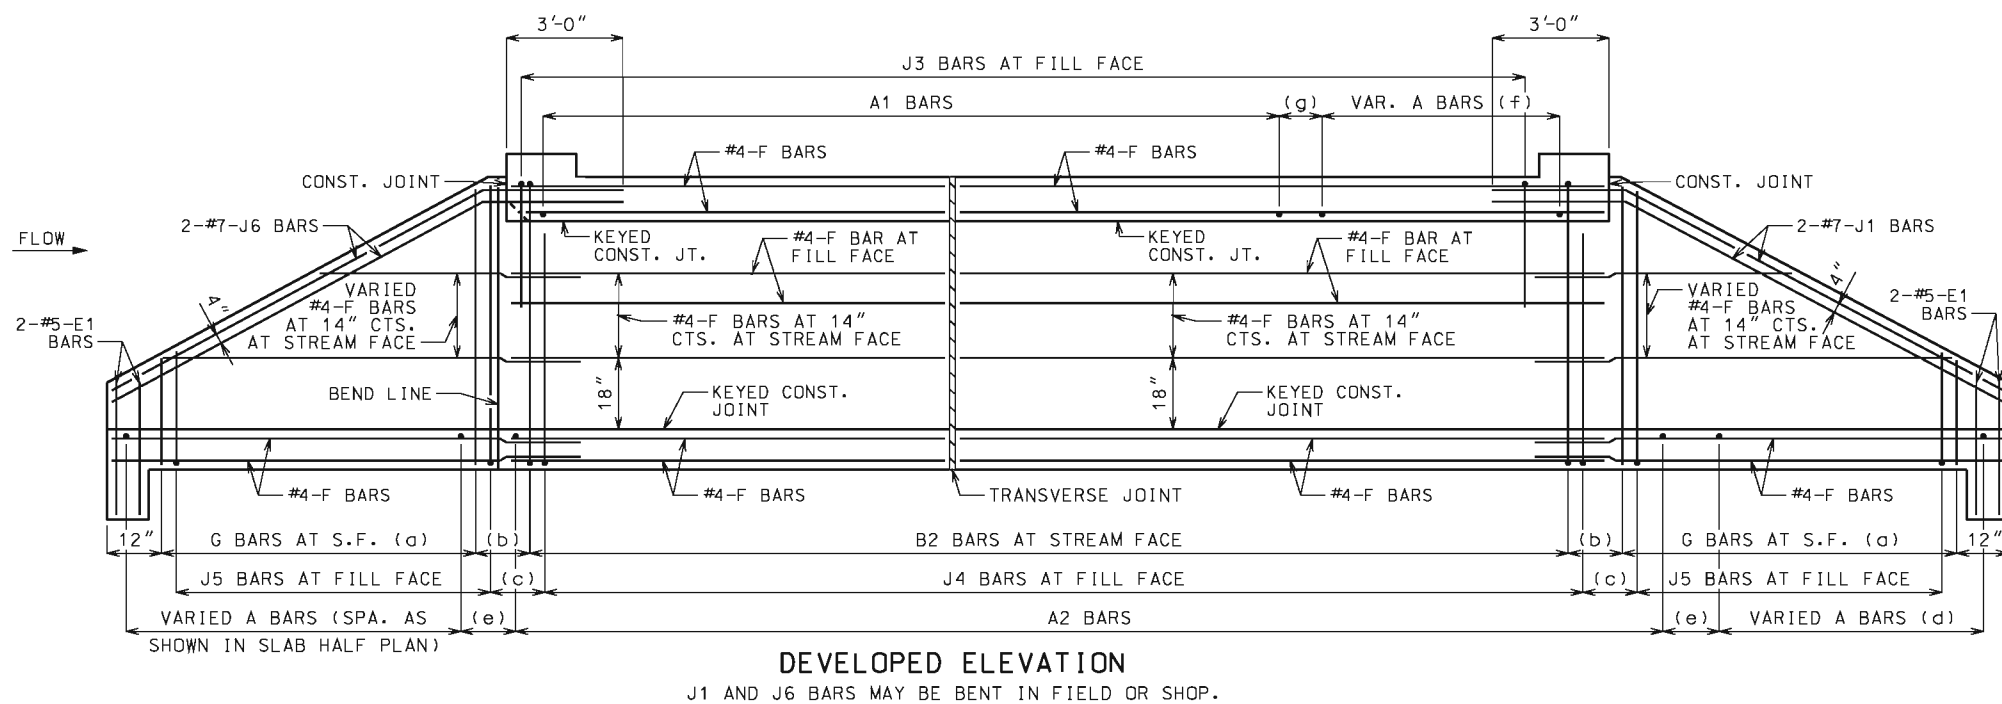 3'-0"
3'-0"
J3 BARS AT FILL FACE
A1 BARS
(g)
VAR. A BARS (f)
#4-F BARS
#4-F BARS
CONST. JOINT
CONST. JOINT
2-#7-J6 BARS
2-#7-J1 BARS
FLOW
KEYED
CONST. JT.
#4-F BAR AT
FILL FACE
KEYED
CONST. JT.
#4-F BAR AT
FILL FACE
VARIED
#4-F BARS
AT 14" CTS.
AT STREAM FACE
4"
2-#5-E1
BARS
#4-F BARS AT 14"
CTS. AT STREAM FACE
#4-F BARS AT 14"
CTS. AT STREAM FACE
VARIED
#4-F BARS
AT 14" CTS.
AT STREAM FACE
4"
2-#5-E1
BARS
BEND LINE
18"
KEYED CONST.
JOINT
18"
KEYED CONST.
JOINT
#4-F BARS
#4-F BARS
TRANSVERSE JOINT
#4-F BARS
#4-F BARS
12"
G BARS AT S.F. (a)
(b)
B2 BARS AT STREAM FACE
(b)
G BARS AT S.F. (a)
12"
J5 BARS AT FILL FACE
(c)
J4 BARS AT FILL FACE
(c)
J5 BARS AT FILL FACE
VARIED A BARS (SPA. AS
SHOWN IN SLAB HALF PLAN)
(e)
A2 BARS
(e)
VARIED A BARS (d)
DEVELOPED ELEVATION
J1 AND J6 BARS MAY BE BENT IN FIELD OR SHOP.